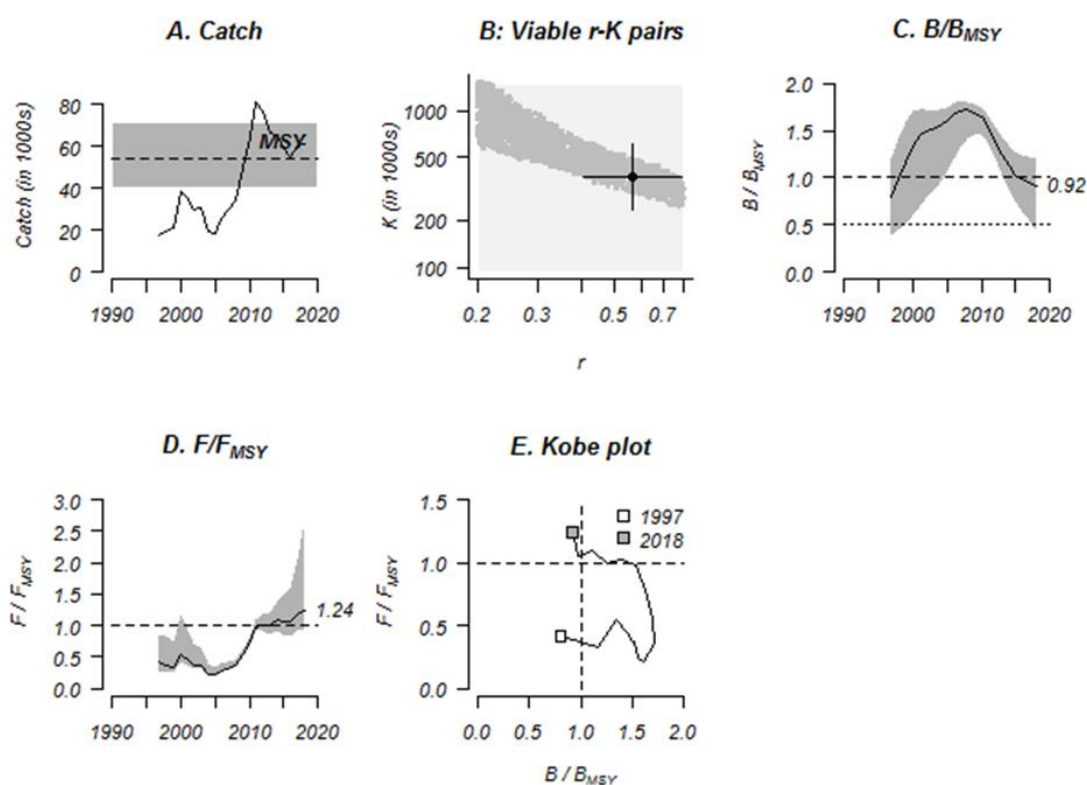 A. Catch
Catch (in 1000s)
80
60
40
20
0
MSY
1990 2000 2010 2020
B: Viable r-K pairs
K (in 1000s)
1000
500
200
100
0.2 0.3 0.5 0.7
r
C. B/BMSY
B / BMSY
2.0
1.5
1.0
0.5
0.0
0.92
1990 2000 2010 2020
D. F/FMSY
F / FMSY
3.0
2.5
2.0
1.5
1.0
0.5
0.0
1.24
1990 2000 2010 2020
E. Kobe plot
F / FMSY
1.5
1.0
0.5
0.0
1997
2018
0.0 0.5 1.0 1.5 2.0
B / BMSY